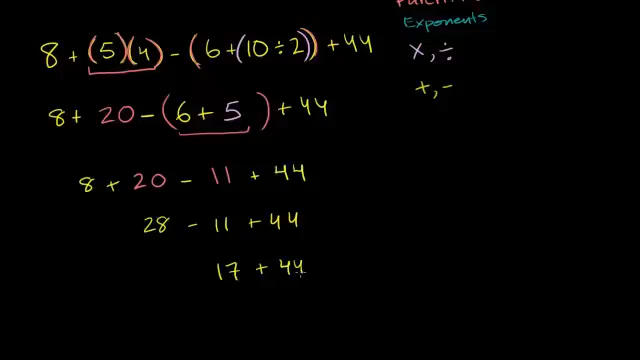 Exponents
8 + (5)(4) - (6 + (10 ÷ 2)) + 44
x, ÷
8 + 20 - (6 + 5 ) + 44
+, -
8 + 20 - 11 + 44
28 - 11 + 44
17 + 44